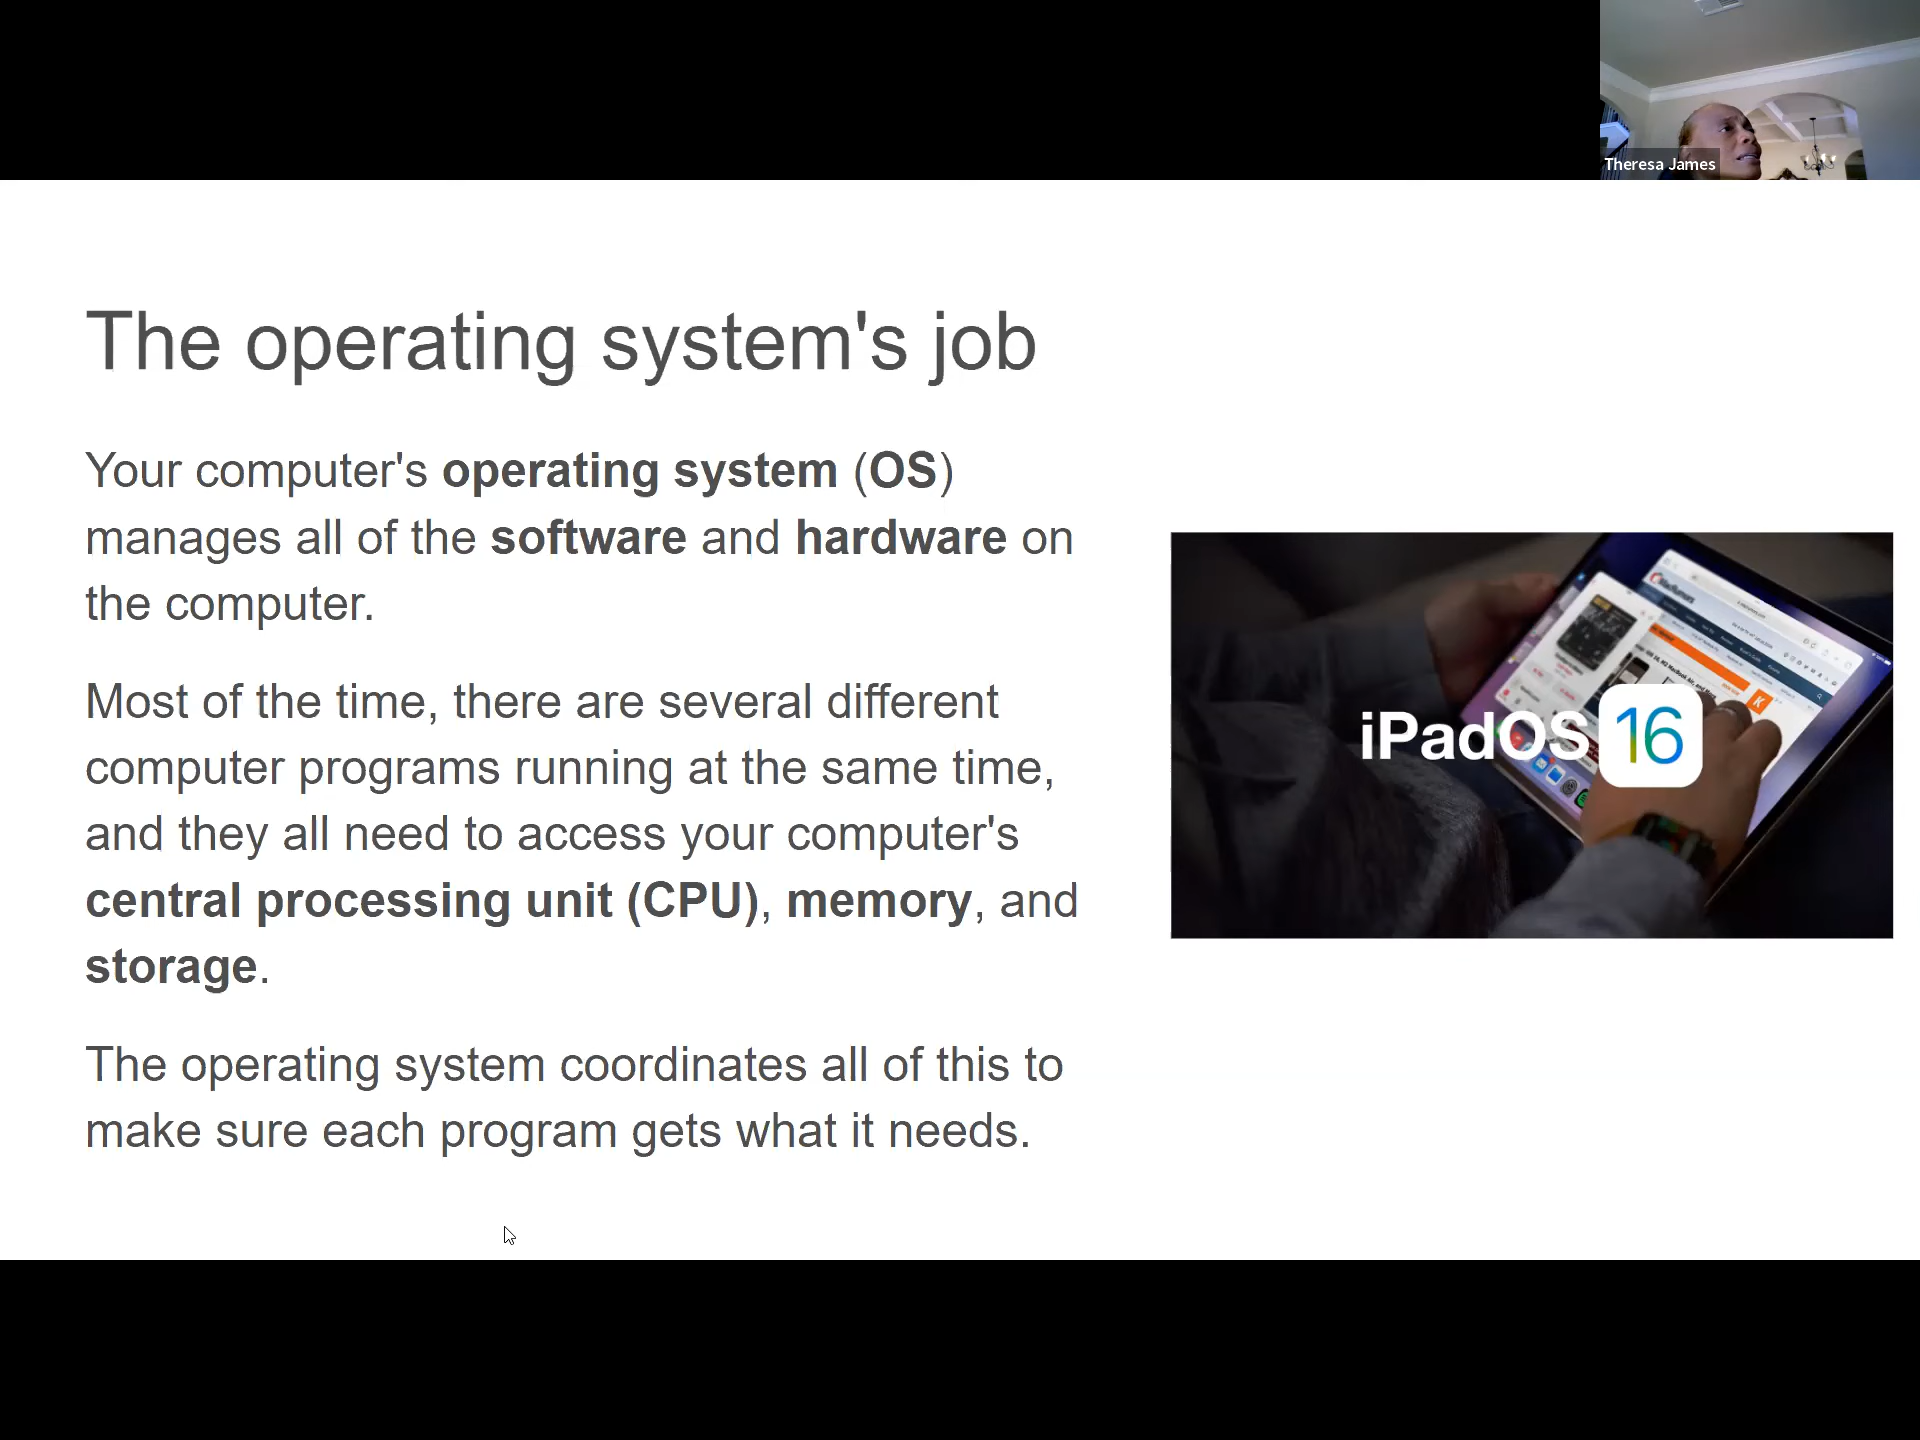 Theresa James
The operating system's job
Your computer's operating system (OS)
manages all of the software and hardware on
the computer.
Most of the time, there are several different
computer programs running at the same time,
and they all need to access your computer's
central processing unit (CPU), memory, and
storage.
The operating system coordinates all of this to
make sure each program gets what it needs.
iPadOS 16